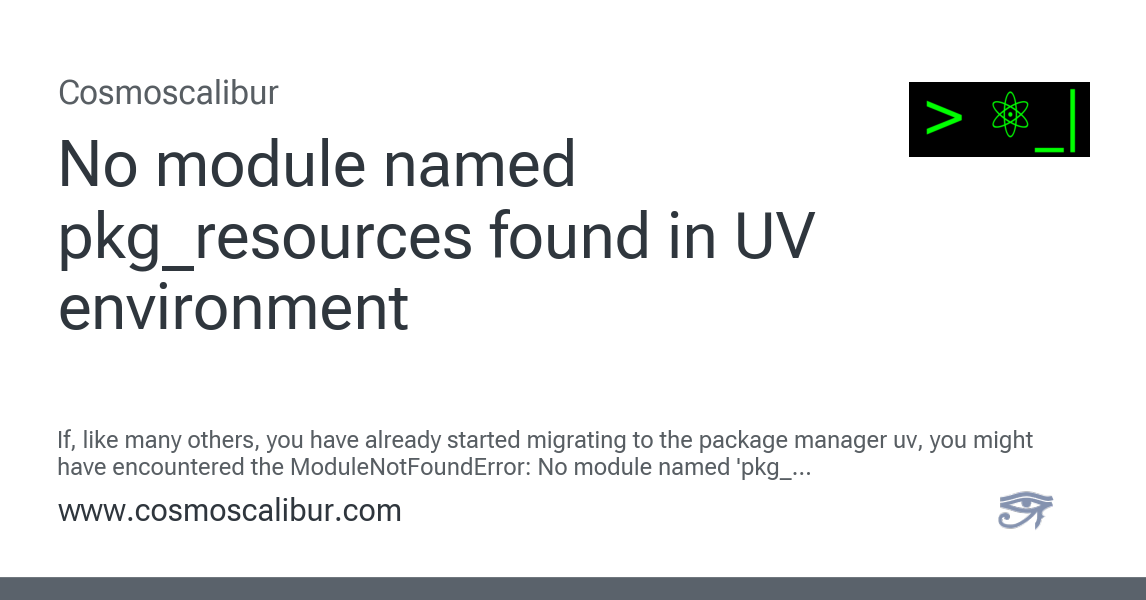 Cosmoscalibur
No module named
pkg_resources found in UV
environment
If, like many others, you have already started migrating to the package manager uv, you might
have encountered the ModuleNotFoundError: No module named 'pkg_...
www.cosmoscalibur.com
> ⚛_|